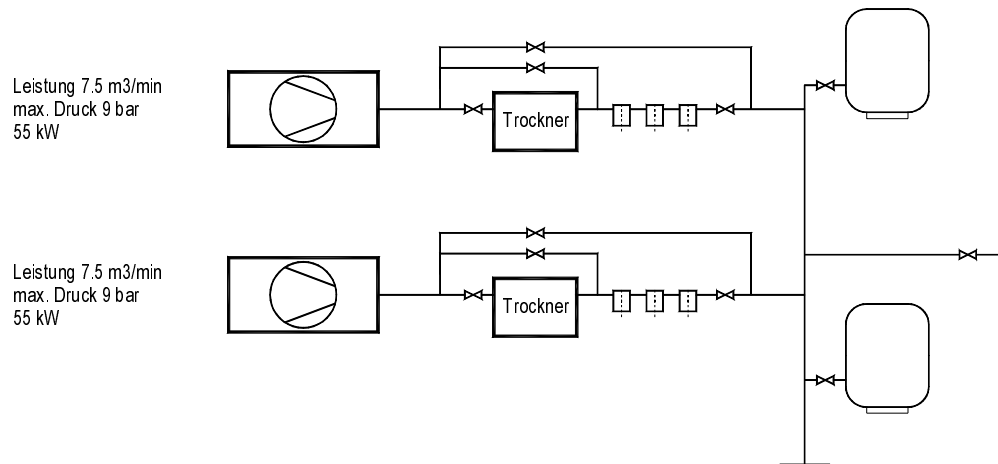 Leistung 7.5 m3/min
max. Druck 9 bar
55 kW
Trockner
Leistung 7.5 m3/min
max. Druck 9 bar
55 kW
Trockner